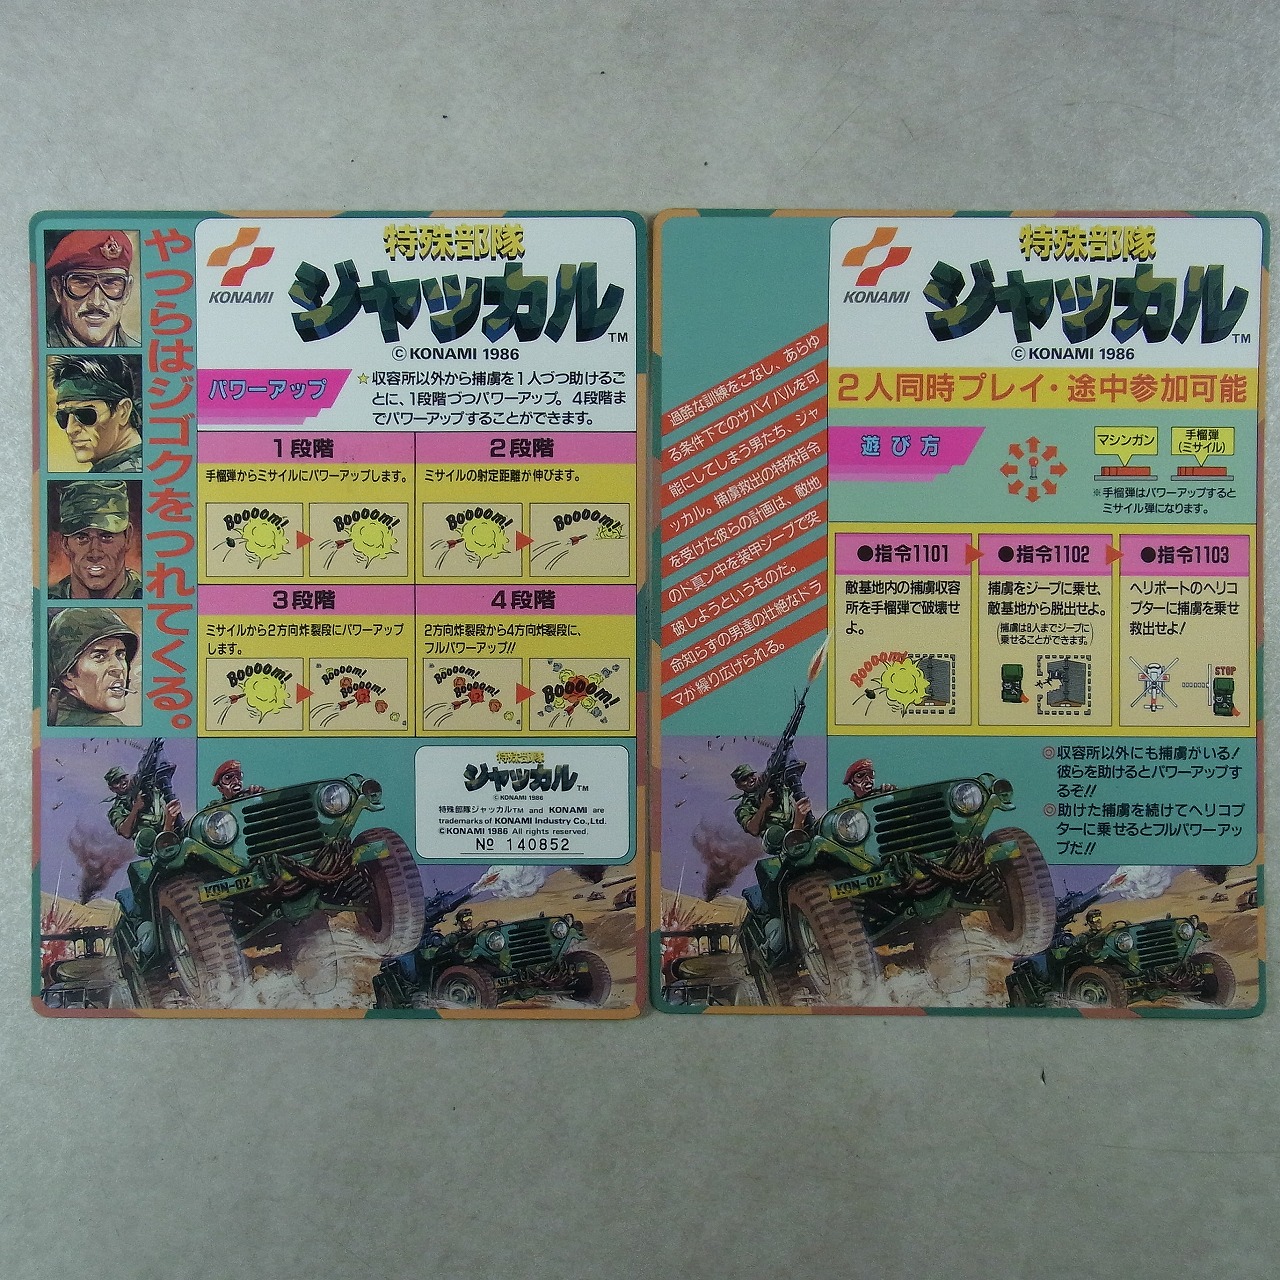 やつらはジゴクをつれてくる。
KONAMI
特殊部隊
ジャッカル™
©KONAMI 1986
パワーアップ
☆収容所以外から捕虜を1人づつ助けるご
とに、1段階づつパワーアップ。4段階ま
でパワーアップすることができます。
1段階
手榴弾からミサイルにパワーアップします。
Boooom!
Boooom!
2段階
ミサイルの射定距離が伸びます。
Boooom!
Boooom!
3段階
ミサイルから2方向炸裂段にパワーアップ
します。
Boooom!
Boooom!
Boooom!
4段階
2方向炸裂段から4方向炸裂段に、
フルパワーアップ!!
Boooom!
Boooom!
Boooom!
特殊部隊
ジャッカル™
©KONAMI 1986
特殊部隊ジャッカル™ and KONAMI are
trademarks of KONAMI Industry Co.,Ltd.
©KONAMI 1986 All rights reserved.
№ 140852
KON-02
過酷な訓練をこなし、あらゆ
る条件下でのサバイバルを可
能にしてしまう男たち、ジャ
ッカル。捕虜救出の特殊指令
を受けた彼らの計画は、敵地
のド真ン中を装甲ジープで突
破しようというものだ。
命知らずの男達の壮絶なドラ
マが繰り広げられる。
KONAMI
特殊部隊
ジャッカル™
©KONAMI 1986
2人同時プレイ・途中参加可能
遊び方
マシンガン
手榴弾
(ミサイル)
※手榴弾はパワーアップすると
ミサイル弾になります。
●指令1101
敵基地内の捕虜収容
所を手榴弾で破壊せ
よ。
Boooom!
●指令1102
捕虜をジープに乗せ、
敵基地から脱出せよ。
(捕虜は8人までジープに
乗せることができます。)
●指令1103
ヘリポートのヘリコ
プターに捕虜を乗せ
救出せよ!
STOP
◎収容所以外にも捕虜がいる!
彼らを助けるとパワーアップす
るぞ!!
◎助けた捕虜を続けてヘリコプ
ターに乗せるとフルパワーアッ
プだ!!
KON-02